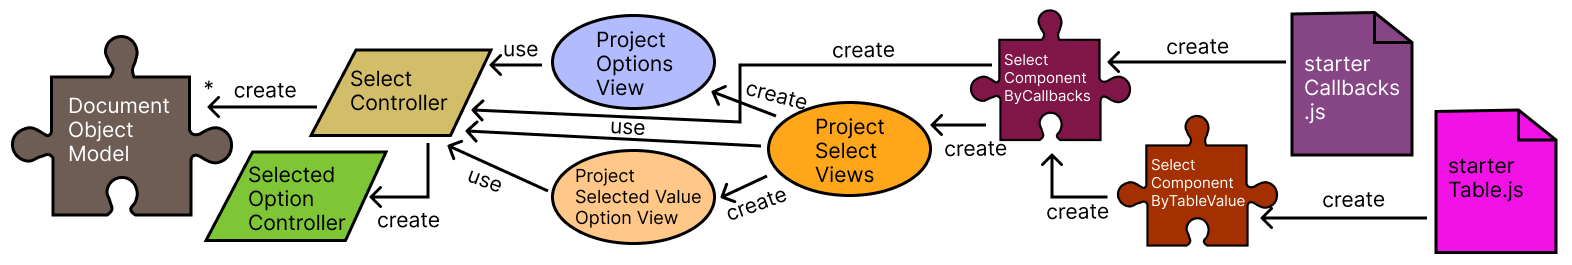 Document
Object
Model
*
create
Select
Controller
Selected
Option
Controller
create
use
Project
Options
View
use
use
Project
Selected Value
Option View
create
create
create
Project
Select
Views
create
Select
Component
ByCallbacks
create
starter
Callbacks
.js
create
Select
Component
ByTableValue
create
starter
Table.js